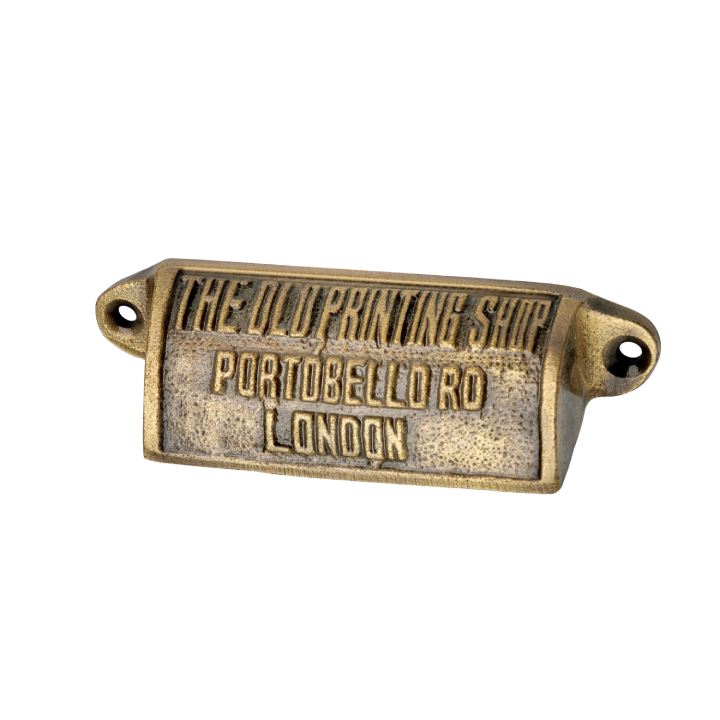 THE OLD PRINTING SHOP
PORTOBELLO RD
LONDON